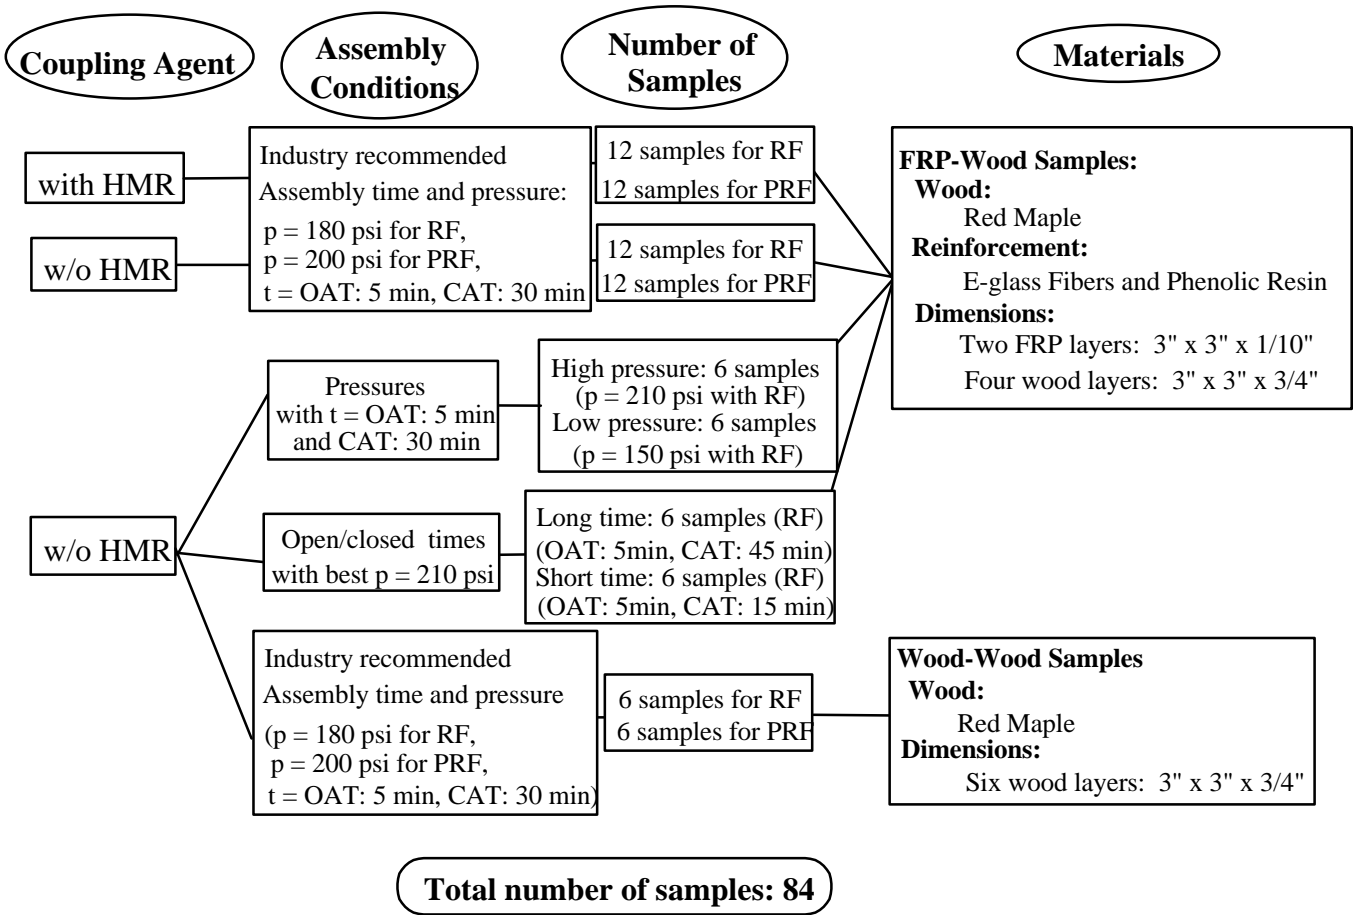 Coupling Agent
Assembly
Conditions
Number of
Samples
Materials
with HMR
w/o HMR
Industry recommended
Assembly time and pressure:
p = 180 psi for RF,
p = 200 psi for PRF,
t = OAT: 5 min, CAT: 30 min
12 samples for RF
12 samples for PRF
12 samples for RF
12 samples for PRF
FRP-Wood Samples:
Wood:
Red Maple
Reinforcement:
E-glass Fibers and Phenolic Resin
Dimensions:
Two FRP layers: 3" x 3" x 1/10"
Four wood layers: 3" x 3" x 3/4"
w/o HMR
Pressures
with t = OAT: 5 min
and CAT: 30 min
High pressure: 6 samples
(p = 210 psi with RF)
Low pressure: 6 samples
(p = 150 psi with RF)
Open/closed times
with best p = 210 psi
Long time: 6 samples (RF)
(OAT: 5min, CAT: 45 min)
Short time: 6 samples (RF)
(OAT: 5min, CAT: 15 min)
Industry recommended
Assembly time and pressure
(p = 180 psi for RF,
p = 200 psi for PRF,
t = OAT: 5 min, CAT: 30 min)
6 samples for RF
6 samples for PRF
Wood-Wood Samples
Wood:
Red Maple
Dimensions:
Six wood layers: 3" x 3" x 3/4"
Total number of samples: 84